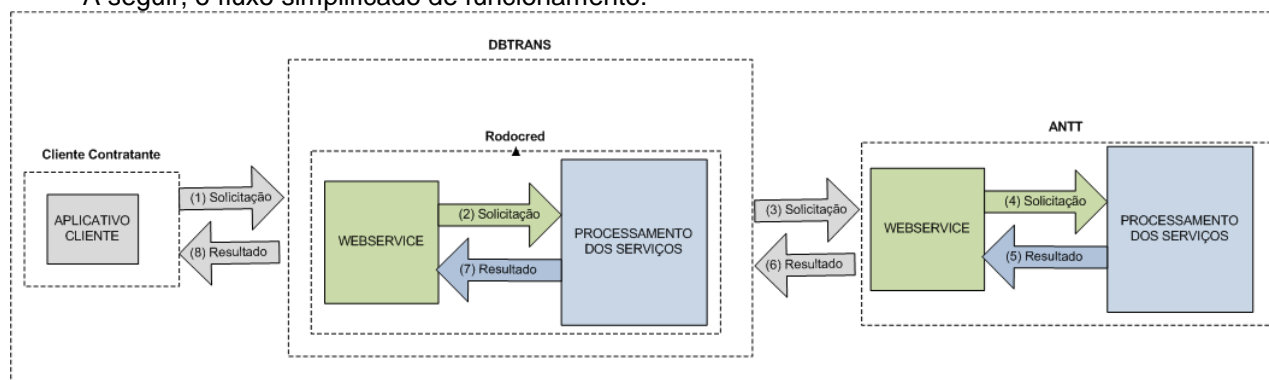 A seguir, o fluxo simplificado de funcionamento:
DBTRANS
Rodocred
ANTT
Cliente Contratante
APLICATIVO
CLIENTE
(1) Solicitação
(8) Resultado
WEBSERVICE
(2) Solicitação
(7) Resultado
PROCESSAMENTO
DOS SERVIÇOS
(3) Solicitação
(6) Resultado
WEBSERVICE
(4) Solicitação
(5) Resultado
PROCESSAMENTO
DOS SERVIÇOS